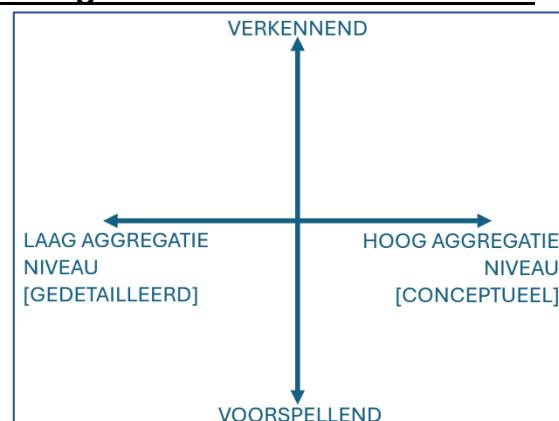 VERKENNEND
LAAG AGGREGATIE
NIVEAU
[GEDETAILLEERD]
HOOG AGGREGATIE
NIVEAU
[CONCEPTUEEL]
VOORSPELLEND